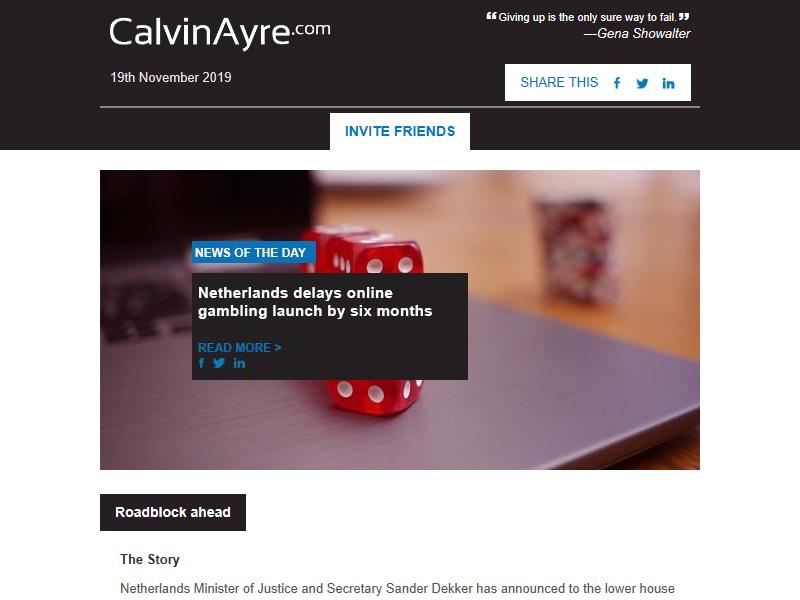 CalvinAyre.com
❝Giving up is the only sure way to fail.❞
—Gena Showalter
19th November 2019
SHARE THIS
INVITE FRIENDS
NEWS OF THE DAY
Netherlands delays online
gambling launch by six months
READ MORE >
Roadblock ahead
The Story
Netherlands Minister of Justice and Secretary Sander Dekker has announced to the lower house